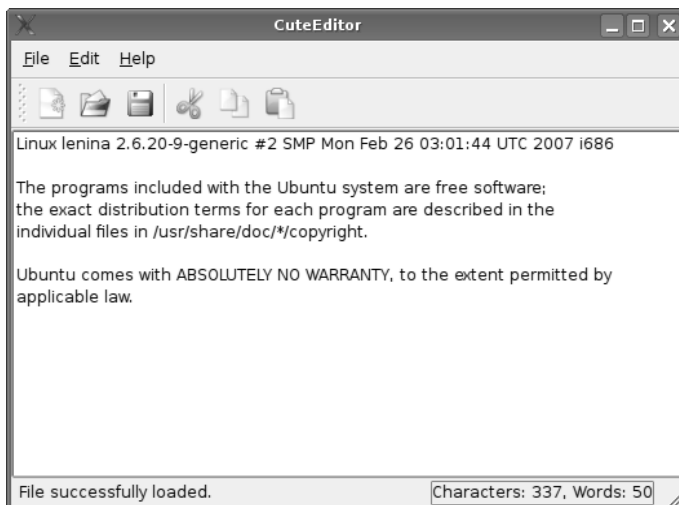 CuteEditor
File Edit Help
Linux lenina 2.6.20-9-generic #2 SMP Mon Feb 26 03:01:44 UTC 2007 i686
The programs included with the Ubuntu system are free software;
the exact distribution terms for each program are described in the
individual files in /usr/share/doc/*/copyright.
Ubuntu comes with ABSOLUTELY NO WARRANTY, to the extent permitted by
applicable law.
File successfully loaded. Characters: 337, Words: 50